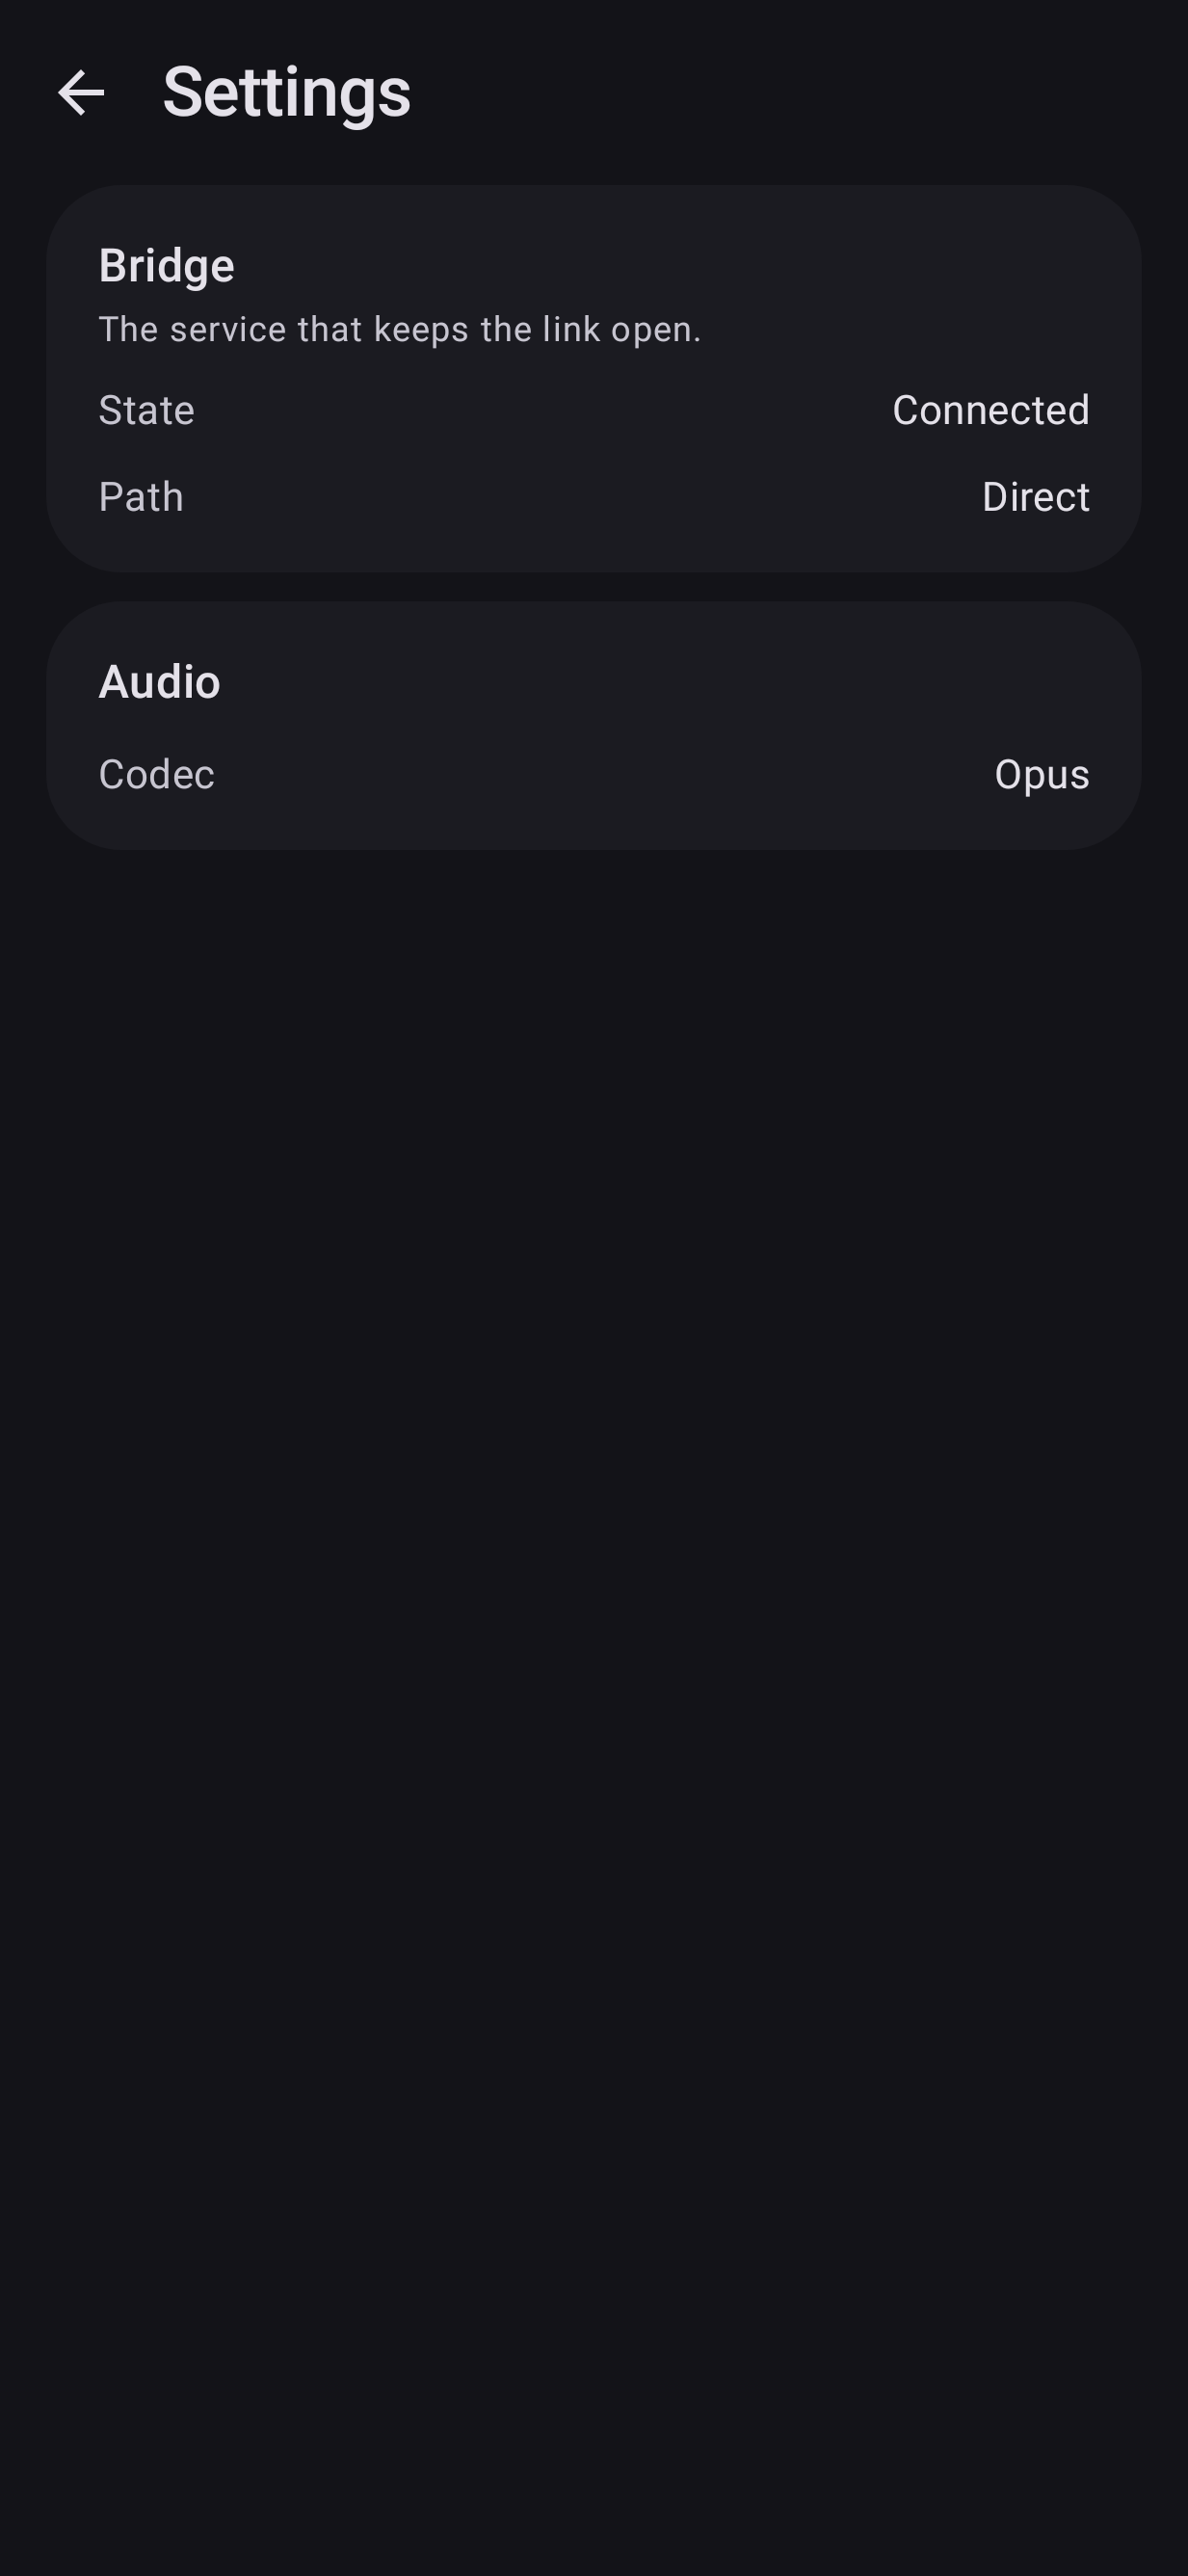 Settings
Bridge
The service that keeps the link open.
State Connected
Path Direct
Audio
Codec Opus